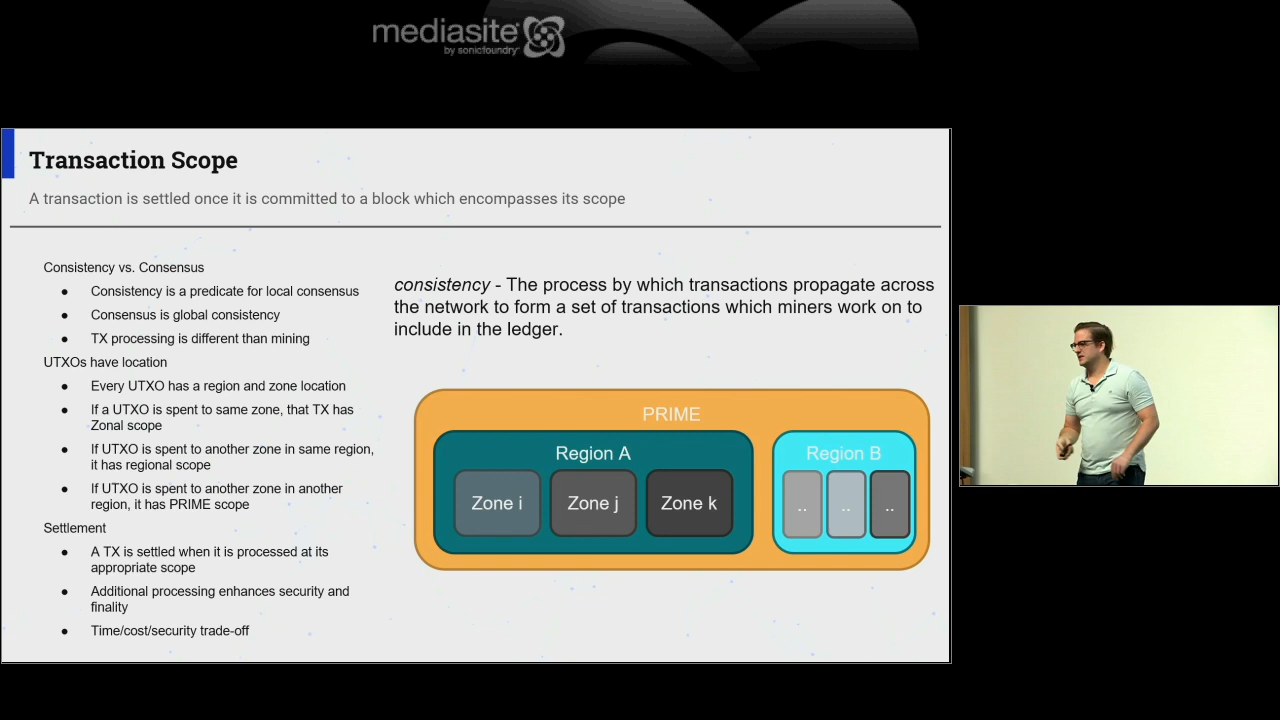 mediasite
by sonicfoundry
Transaction Scope
A transaction is settled once it is committed to a block which encompasses its scope
Consistency vs. Consensus
● Consistency is a predicate for local consensus
● Consensus is global consistency
● TX processing is different than mining
UTXOs have location
● Every UTXO has a region and zone location
● If a UTXO is spent to same zone, that TX has
Zonal scope
● If UTXO is spent to another zone in same region,
it has regional scope
● If UTXO is spent to another zone in another
region, it has PRIME scope
Settlement
● A TX is settled when it is processed at its
appropriate scope
● Additional processing enhances security and
finality
● Time/cost/security trade-off
consistency - The process by which transactions propagate across
the network to form a set of transactions which miners work on to
include in the ledger.
PRIME
Region A
Region B
Zone i
Zone j
Zone k
..
..
..